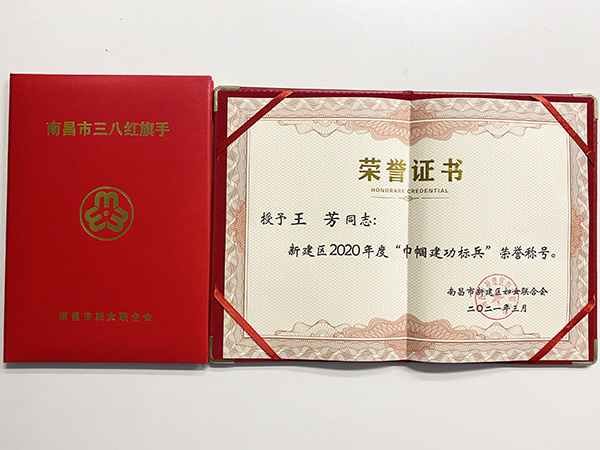 南昌市三八红旗手
南昌市妇女联合会
荣誉证书
HONORARY CREDENTIAL
授予王 芳同志:
新建区2020年度“巾帼建功标兵”荣誉称号。
南昌市新建区妇女联合会
二〇二一年三月